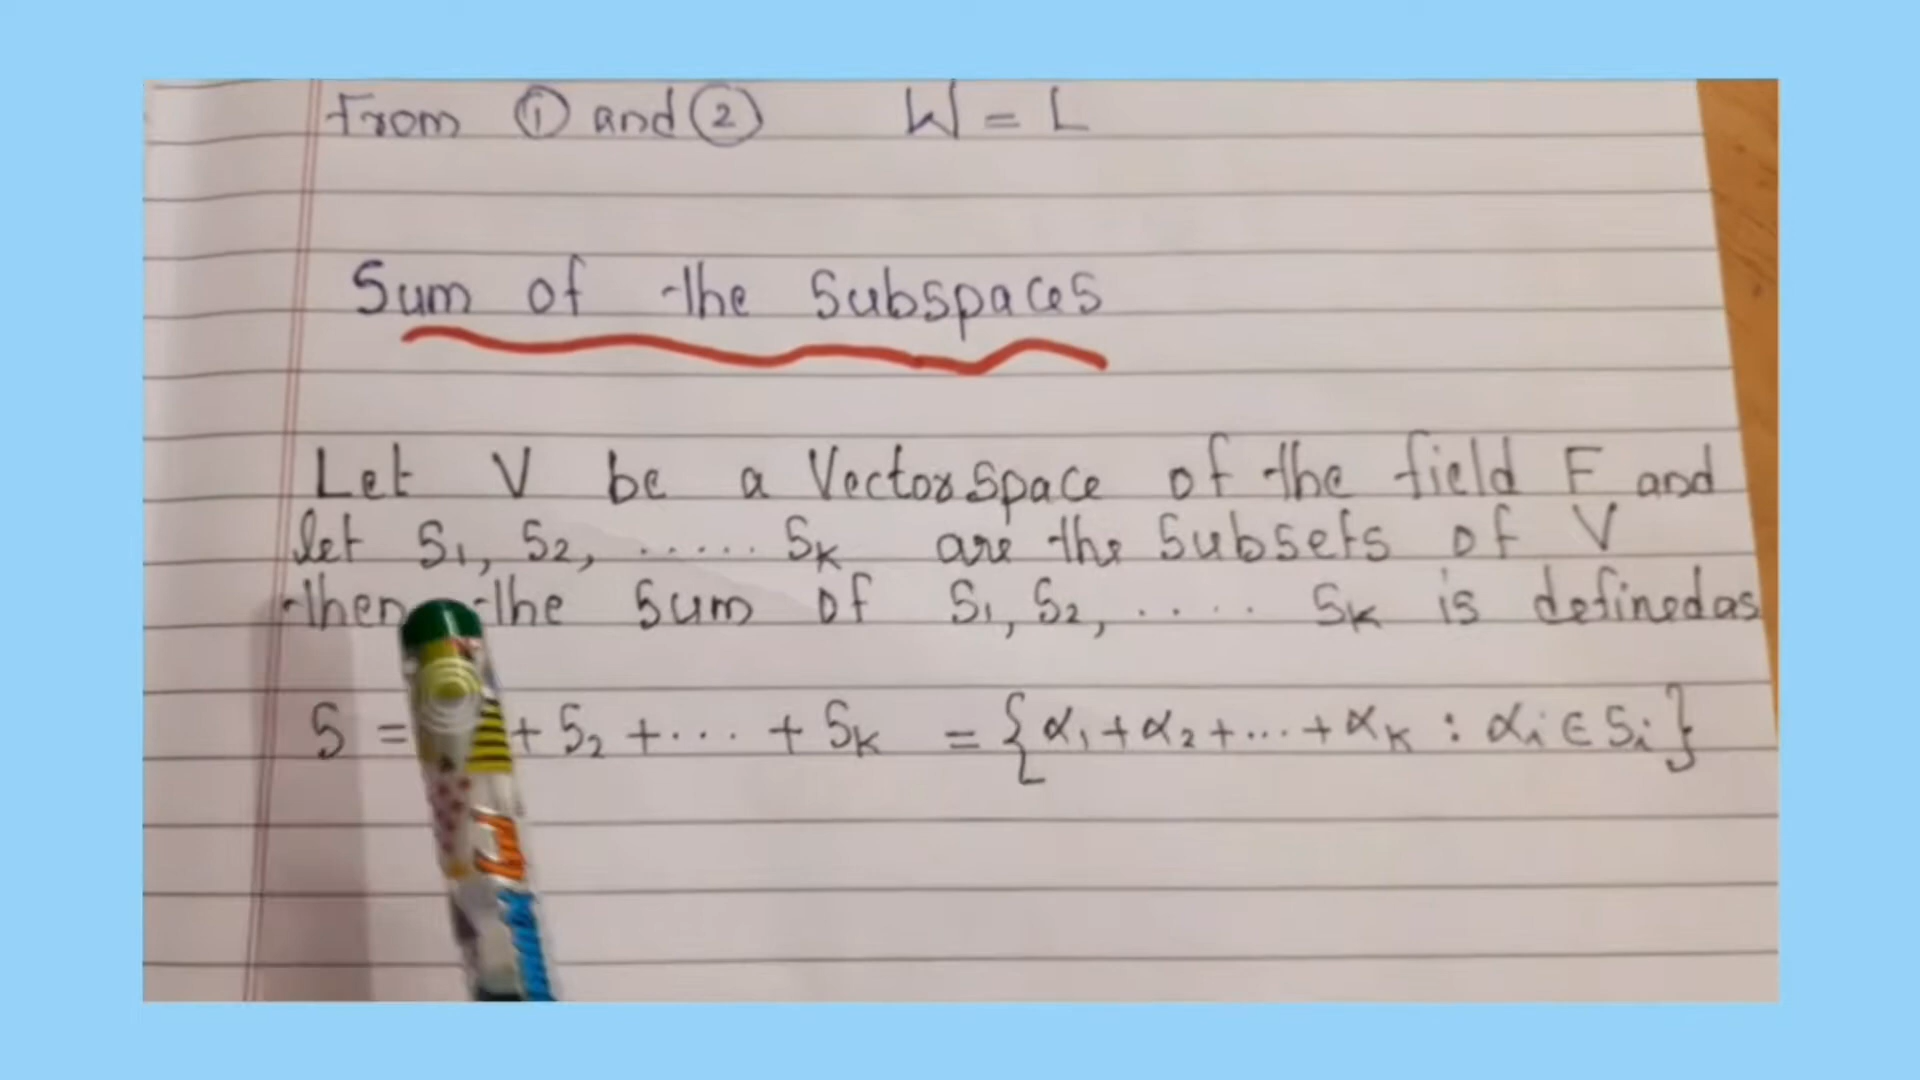 From ① and ② W = L
Sum of the Subspaces
Let V be a Vector Space of the field F and
let S₁, S₂, ..... Sₖ are the Subsets of V
then the Sum of S₁, S₂, ..... Sₖ is defined as
S = + S₂ + ... + Sₖ = {α₁ + α₂ + ... + αₖ : αᵢ ∈ Sᵢ}